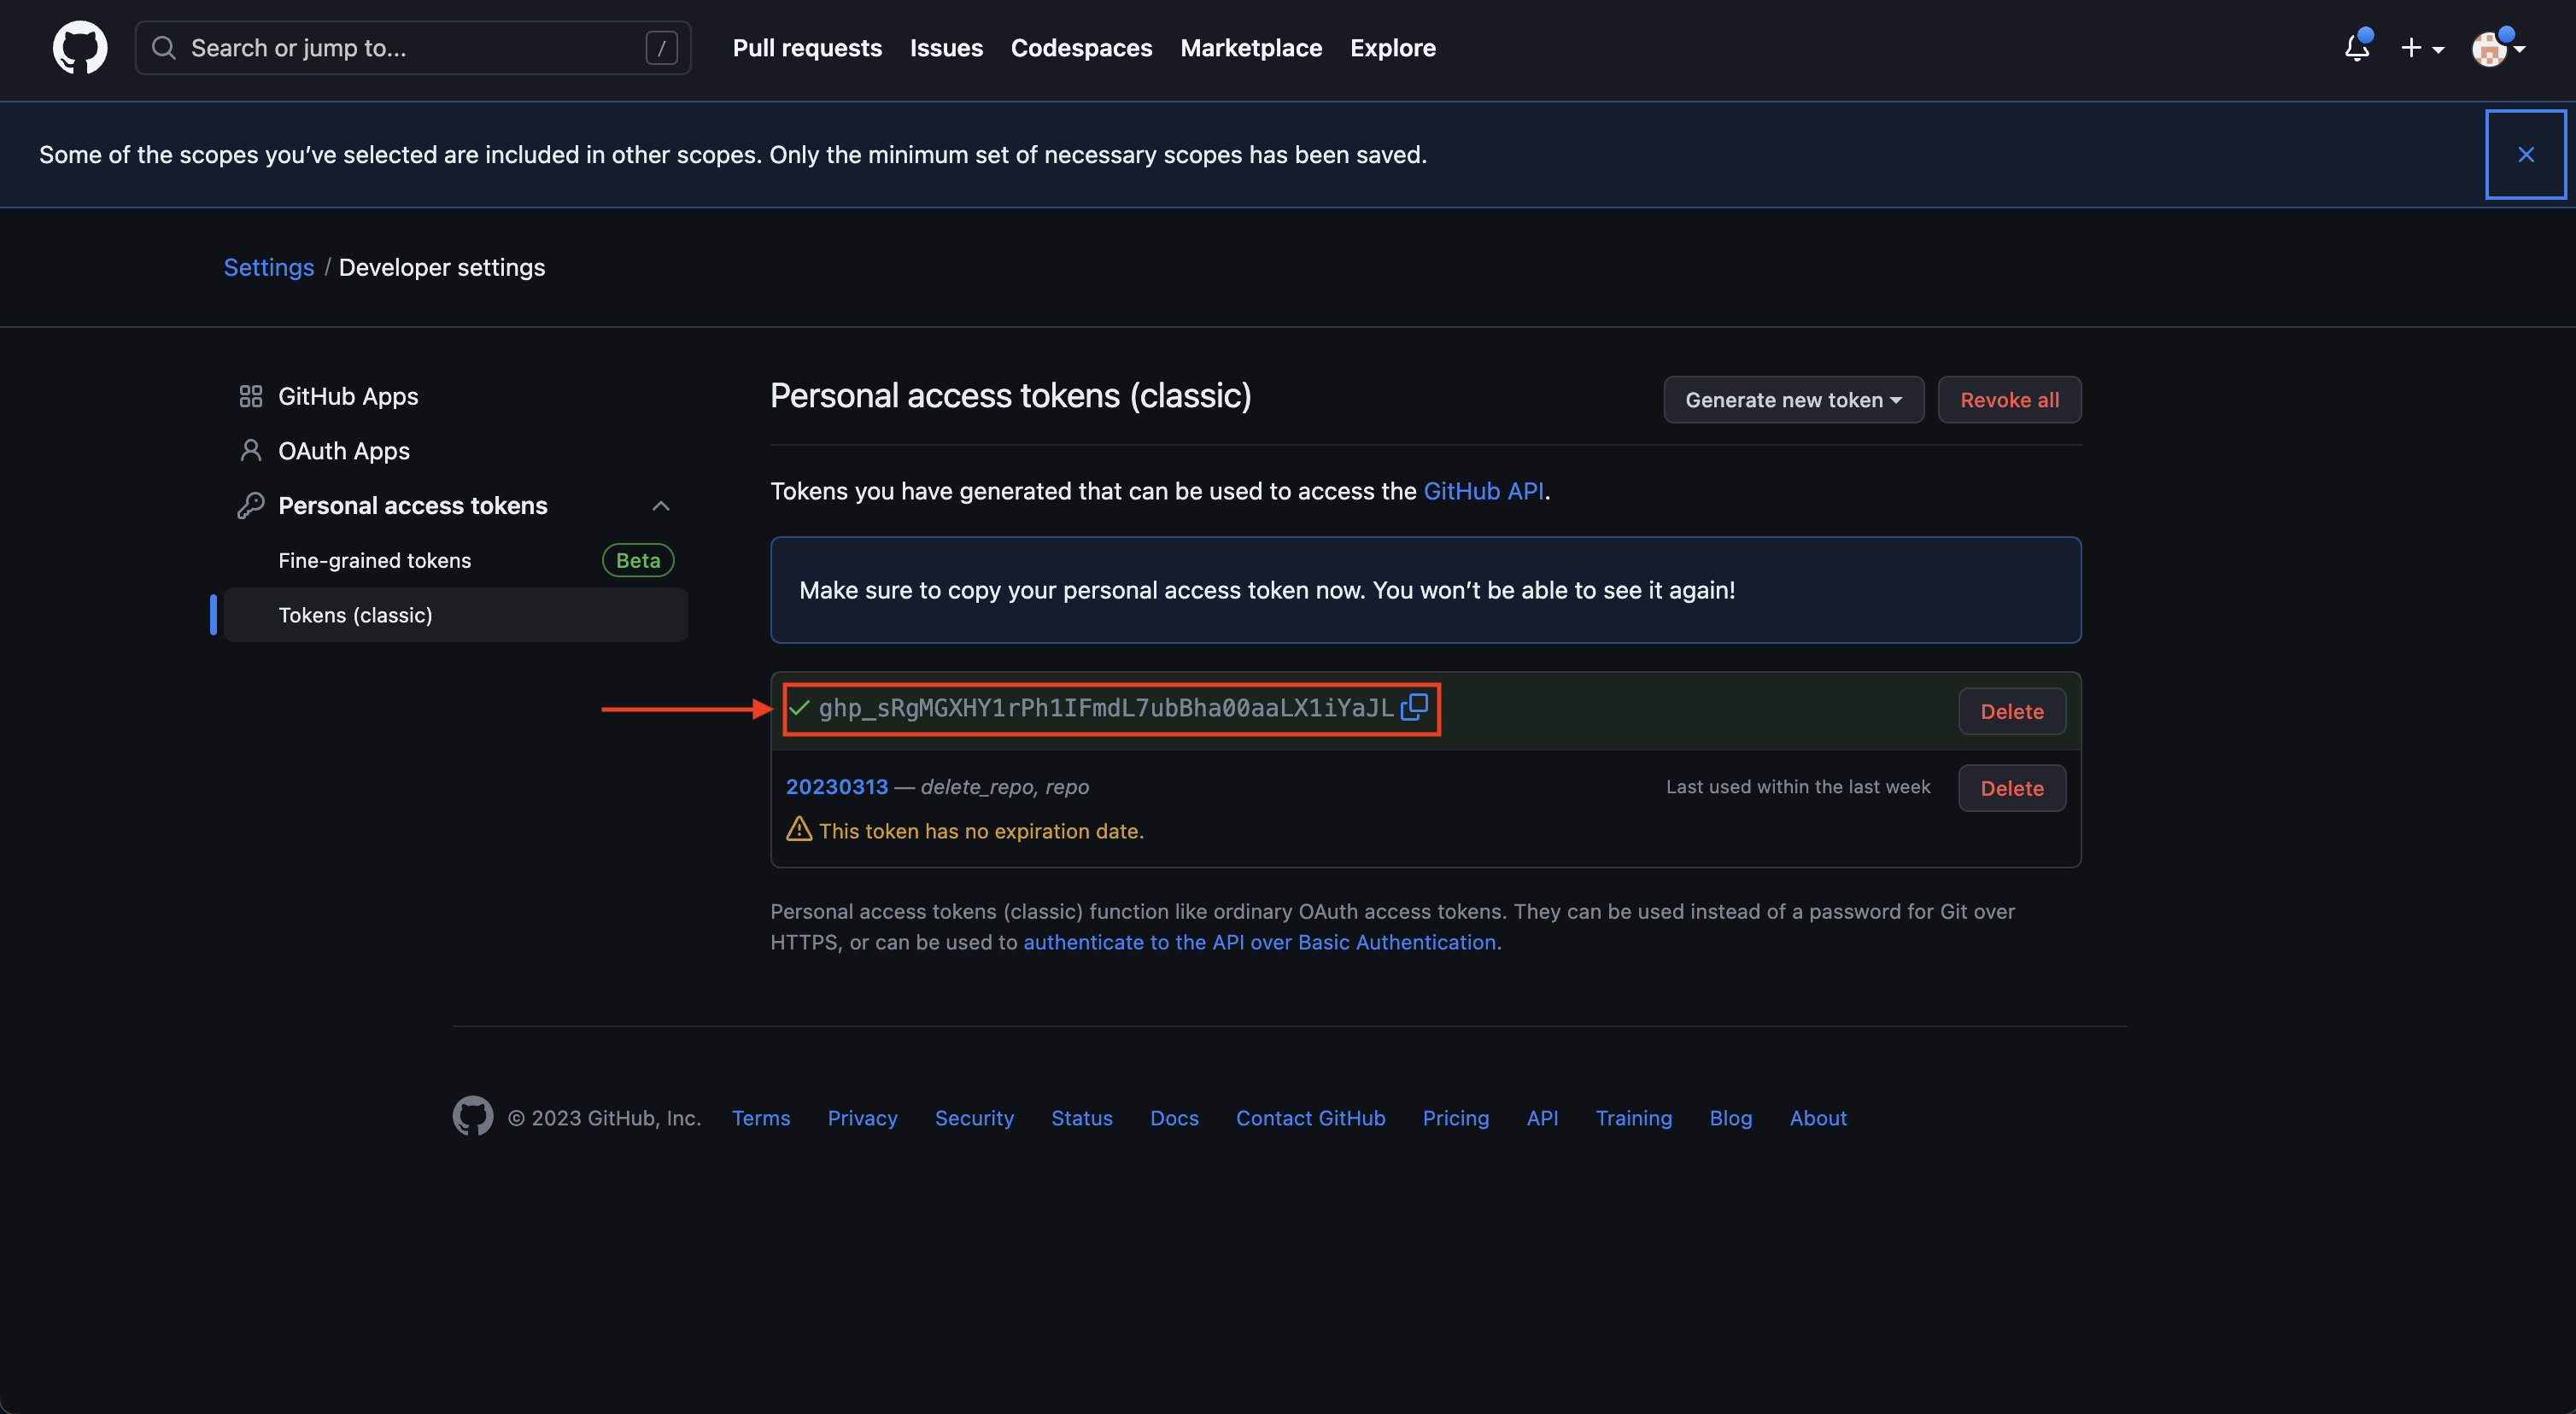 Search or jump to...
/
Pull requests
Issues
Codespaces
Marketplace
Explore
Some of the scopes you’ve selected are included in other scopes. Only the minimum set of necessary scopes has been saved.
Settings / Developer settings
GitHub Apps
OAuth Apps
Personal access tokens
Fine-grained tokens
Beta
Tokens (classic)
Personal access tokens (classic)
Generate new token
Revoke all
Tokens you have generated that can be used to access the GitHub API.
Make sure to copy your personal access token now. You won’t be able to see it again!
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
Delete
20230313 — delete_repo, repo
Last used within the last week
Delete
This token has no expiration date.
Personal access tokens (classic) function like ordinary OAuth access tokens. They can be used instead of a password for Git over
HTTPS, or can be used to authenticate to the API over Basic Authentication.
© 2023 GitHub, Inc.
Terms
Privacy
Security
Status
Docs
Contact GitHub
Pricing
API
Training
Blog
About